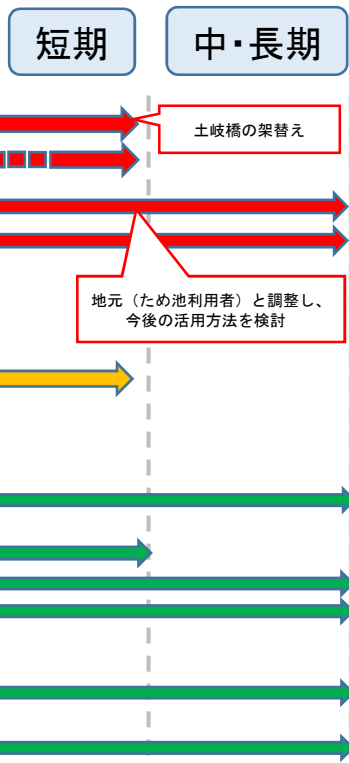 短期
中・長期
土岐橋の架替え
地元（ため池利用者）と調整し、
今後の活用方法を検討